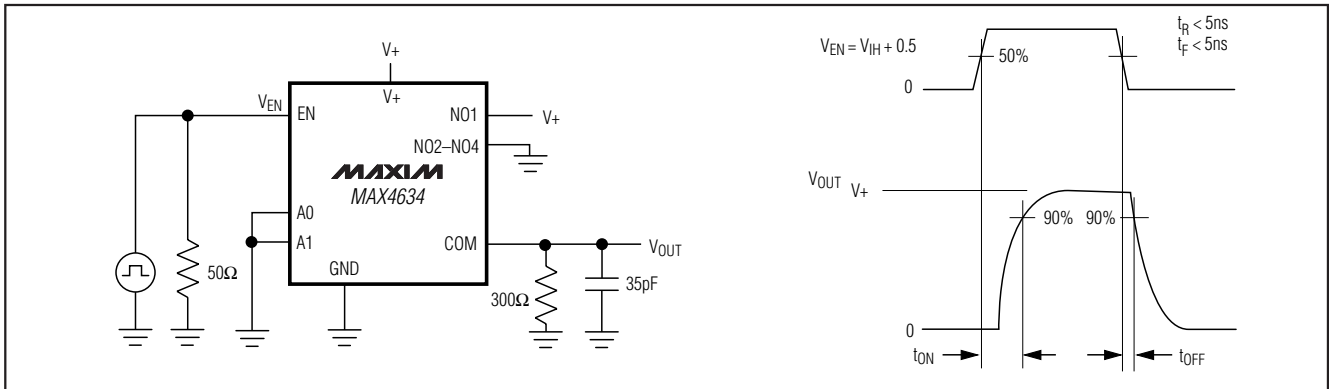 V+
V+
VEN
EN
NO1
V+
NO2–NO4
MAXIM
MAX4634
A0
A1
COM
VOUT
GND
50Ω
300Ω
35pF
VEN = VIH + 0.5
50%
tR < 5ns
tF < 5ns
0
VOUT V+
90% 90%
0
tON
tOFF